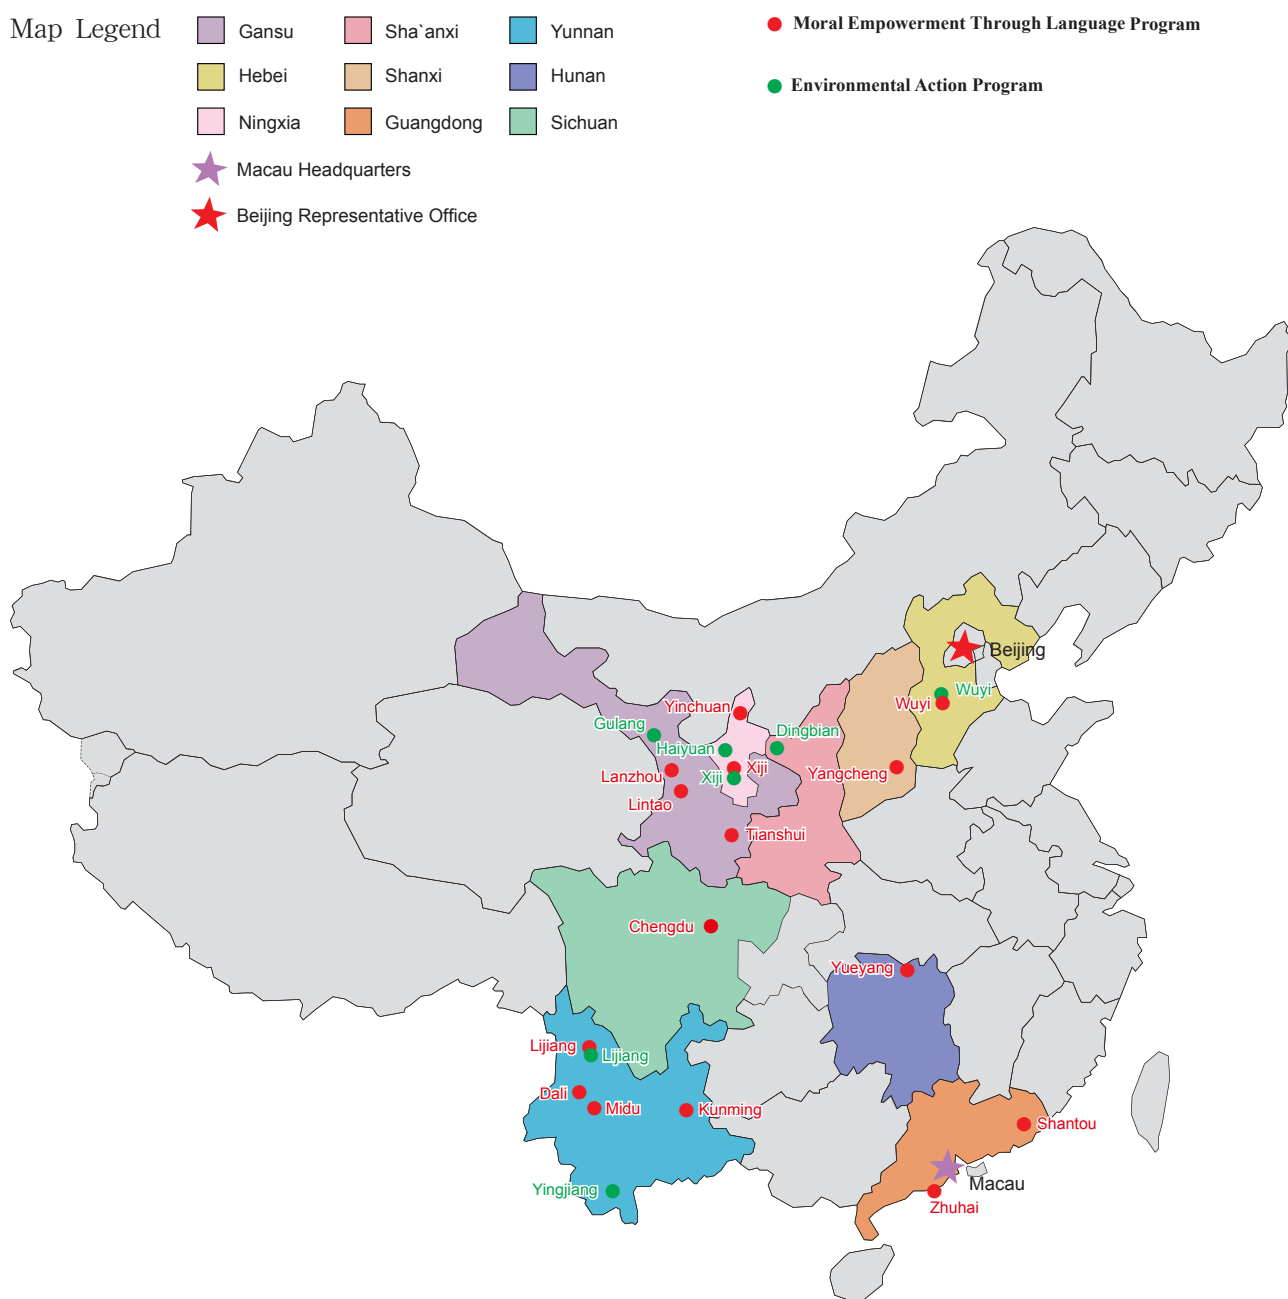 Map Legend
Gansu
Sha`anxi
Yunnan
Moral Empowerment Through Language Program
Hebei
Shanxi
Hunan
Environmental Action Program
Ningxia
Guangdong
Sichuan
Macau Headquarters
Beijing Representative Office
Beijing
Wuyi
Wuyi
Yinchuan
Gulang
Dingbian
Haiyuan
Xiji
Xiji
Lanzhou
Yangcheng
Lintao
Tianshui
Chengdu
Yueyang
Lijiang
Lijiang
Dali
Midu
Kunming
Shantou
Yingjiang
Macau
Zhuhai